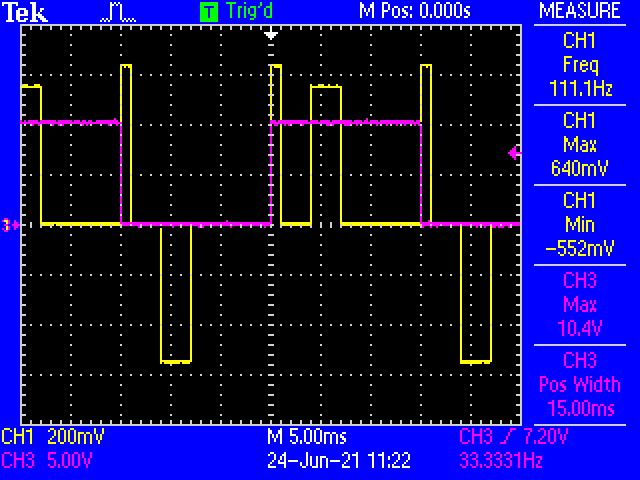 Tek
T Trig'd
M Pos: 0.000s
MEASURE
CH1
Freq
111.1Hz
CH1
Max
640mV
CH1
Min
-552mV
CH3
Max
10.4V
CH3
Pos Width
15.00ms
3
CH1 200mV
M 5.00ms
CH3 7.20V
CH3 5.00V
24-Jun-21 11:22
33.3331Hz